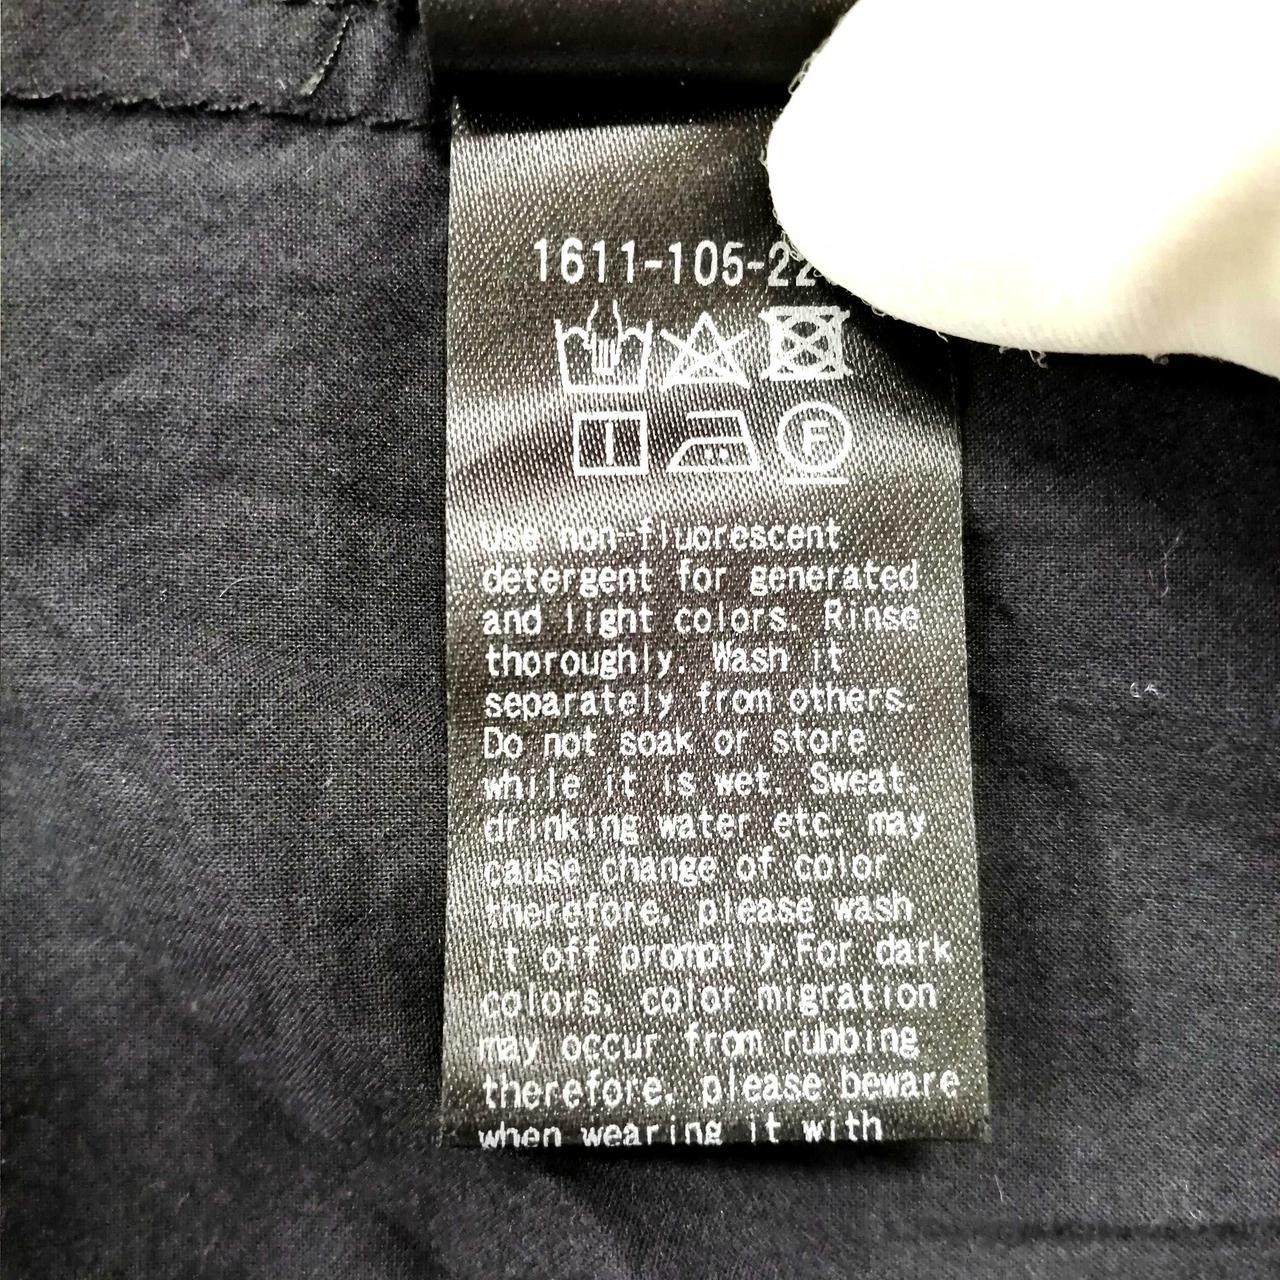 1611-105-22
F
use non-fluorescent
detergent for generated
and light colors. Rinse
thoroughly. Wash it
separately from others.
Do not soak or store
while it is wet. Sweat,
drinking water etc. may
cause change of color
therefore, please wash
it off promptly.For dark
colors, color migration
may occur from rubbing
therefore, please beware
when wearing it with